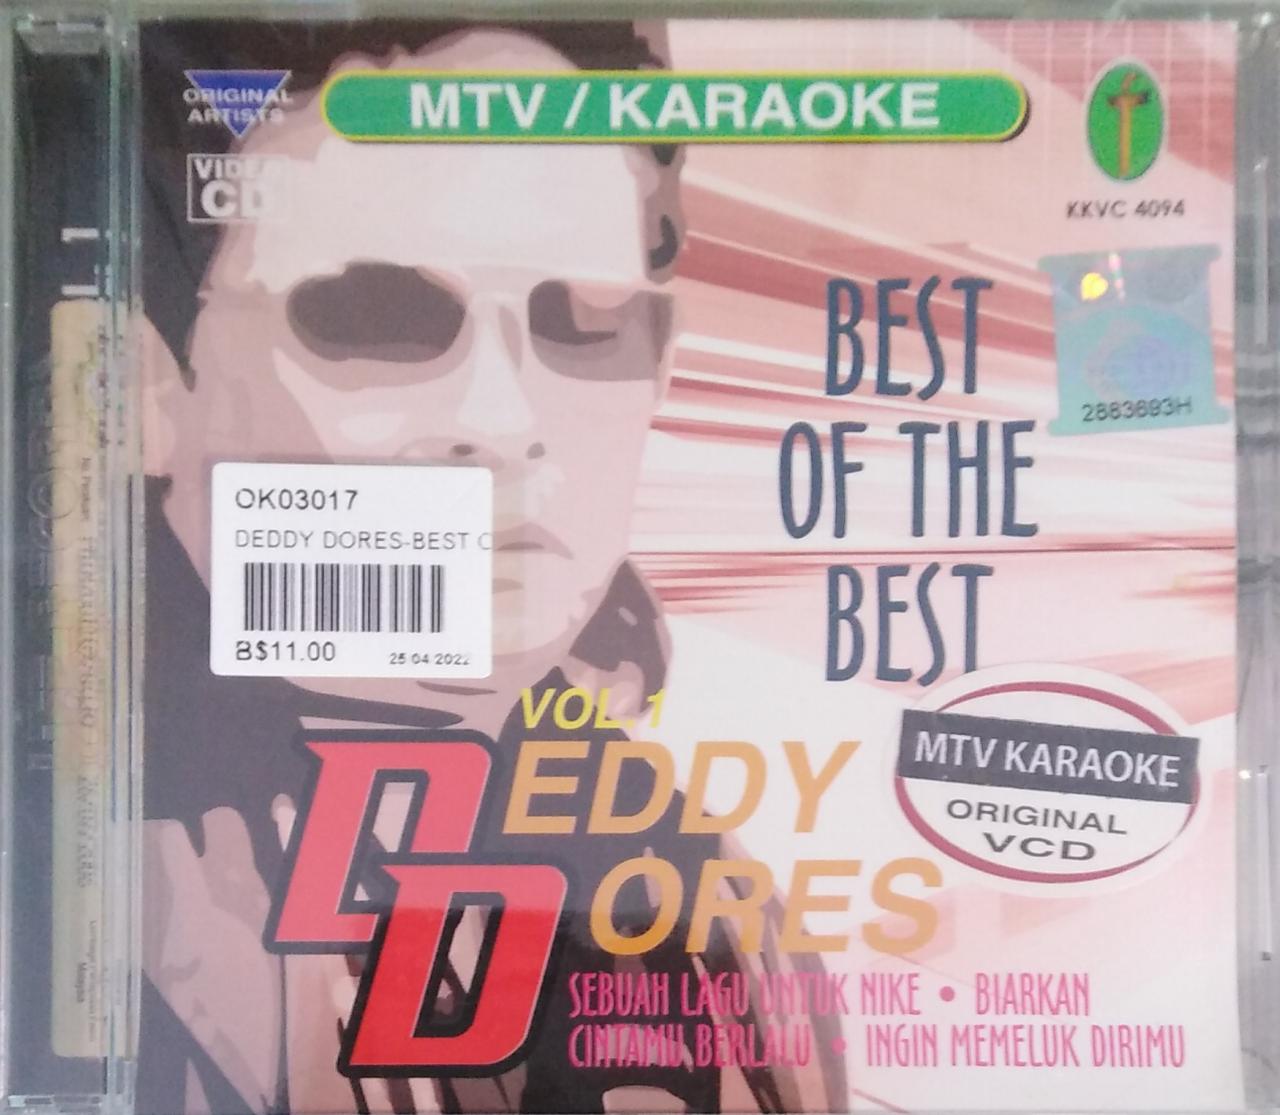 ORIGINAL
ARTISTS
MTV / KARAOKE
VIDEO
CD
KKVC 4094
BEST
OF THE
BEST
2883693H
OK03017
DEDDY DORES-BEST
B$11.00
25.04.2022
VOL.1
DEDDY
DORES
MTV KARAOKE
ORIGINAL
VCD
SEBUAH LAGU UNTUK NIKE • BIARKAN
CINTAMU BERLALU • INGIN MEMELUK DIRIMU